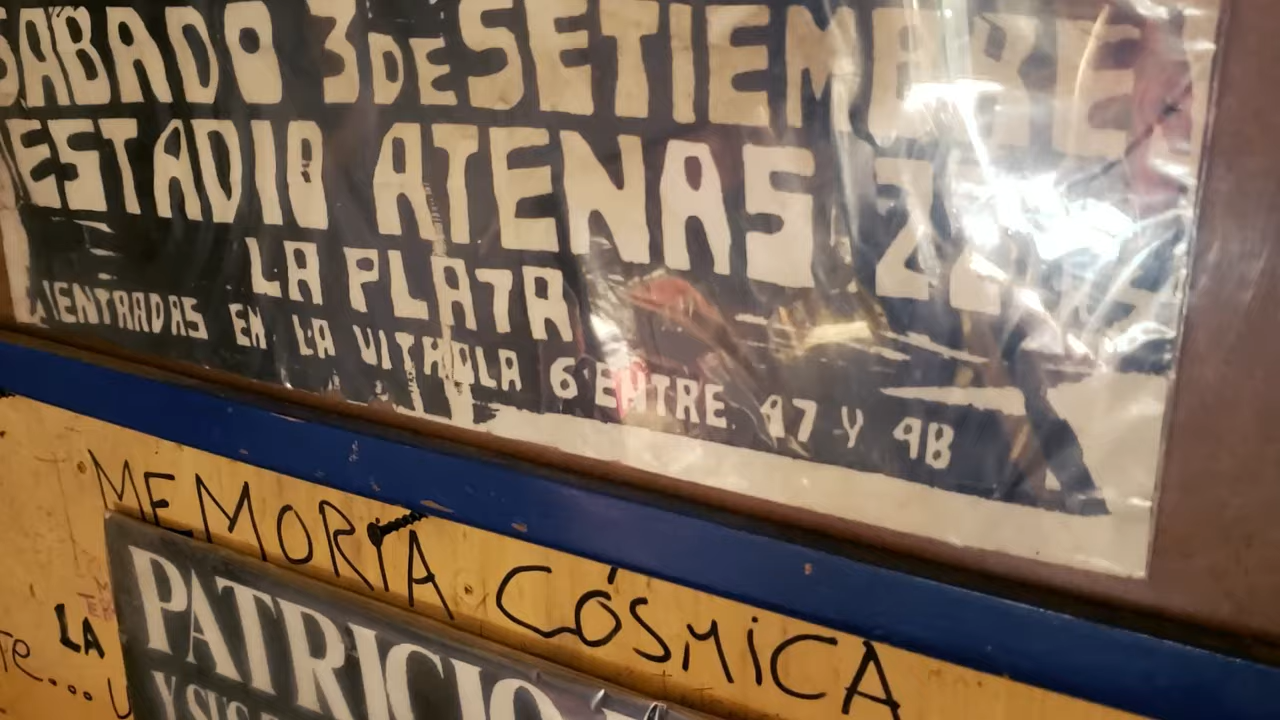 SABADO 3 DE SETIEMBRE
ESTADIO ATENAS
LA PLATA
ENTRADAS EN LA VITROLA 6 ENTRE 47 Y 48
MEMORIA CÓSMICA
PATRICIO
Y SUS
LA